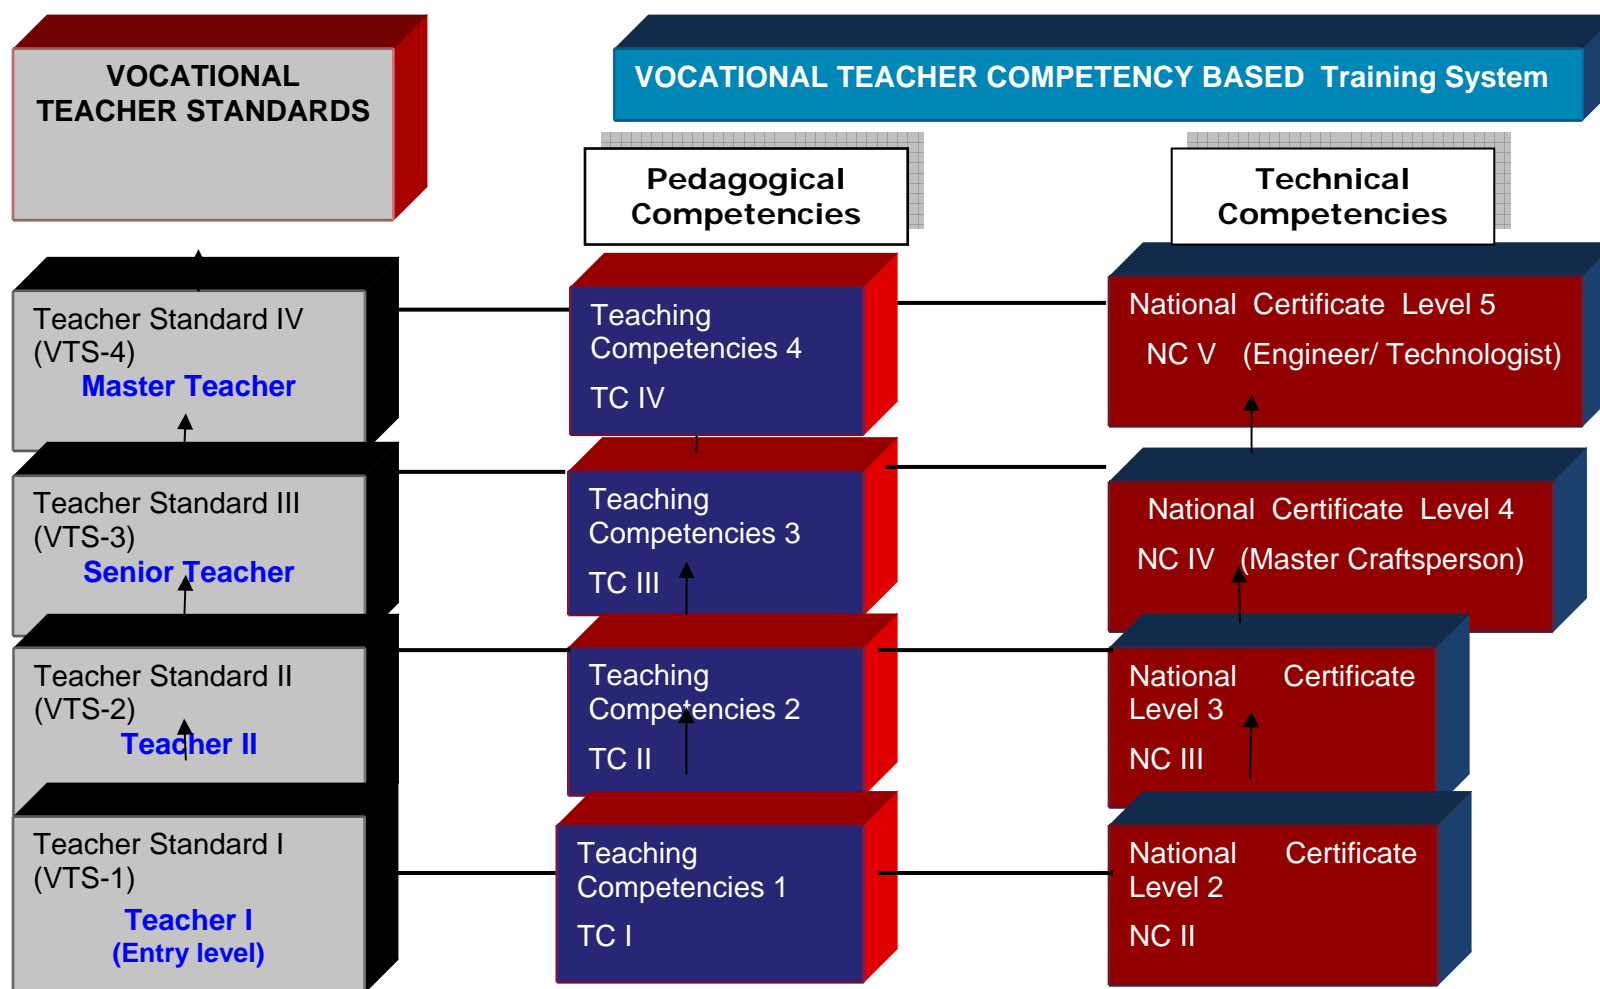 VOCATIONAL
TEACHER STANDARDS
VOCATIONAL TEACHER COMPETENCY BASED Training System
Pedagogical
Competencies
Technical
Competencies
Teacher Standard IV
(VTS-4)
Master Teacher
Teaching
Competencies 4
TC IV
National Certificate Level 5
NC V (Engineer/ Technologist)
Teacher Standard III
(VTS-3)
Senior Teacher
Teaching
Competencies 3
TC III
National Certificate Level 4
NC IV (Master Craftsperson)
Teacher Standard II
(VTS-2)
Teacher II
Teaching
Competencies 2
TC II
National Certificate
Level 3
NC III
Teacher Standard I
(VTS-1)
Teacher I
(Entry level)
Teaching
Competencies 1
TC I
National Certificate
Level 2
NC II